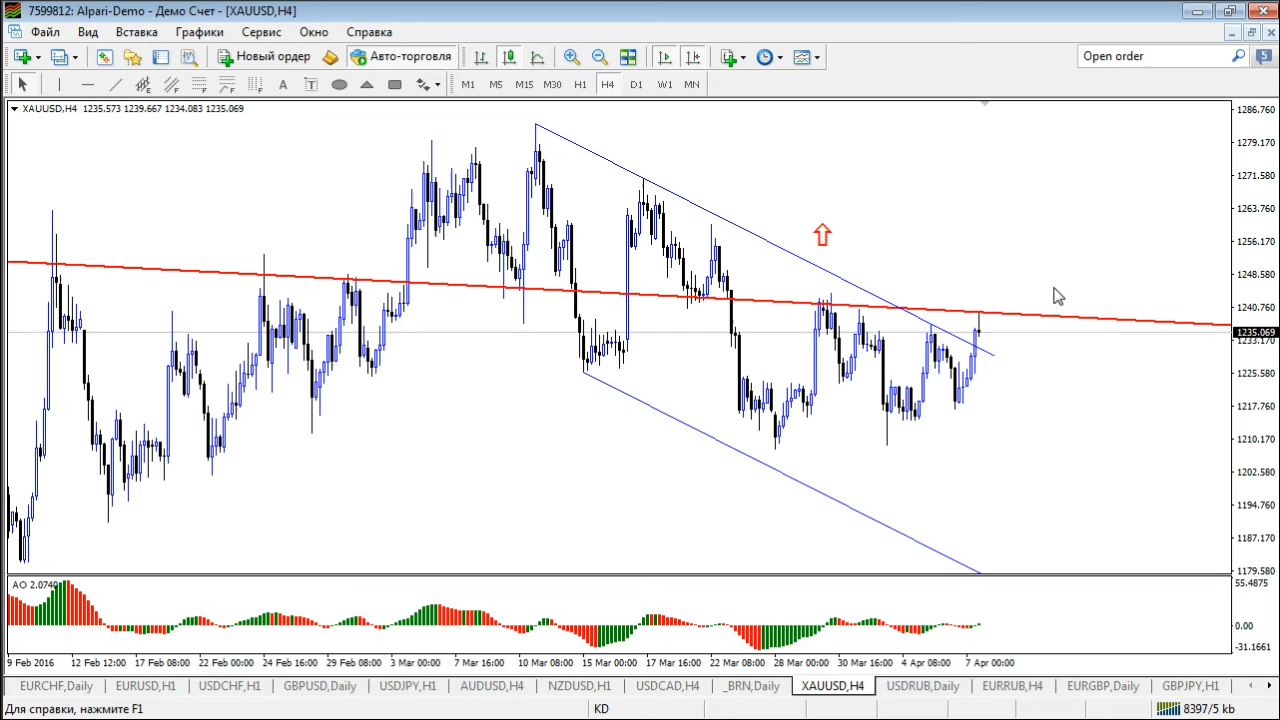 7599812: Alpari-Demo - Демо Счет - [XAUUSD,H4]
Файл Вид Вставка Графики Сервис Окно Справка
Новый ордер Авто-торговля Open order 5
A T M1 M5 M15 M30 H1 H4 D1 W1 MN
XAUUSD,H4 1235.573 1239.667 1234.083 1235.069
1286.760
1279.170
1271.580
1263.760
1256.170
1248.580
1240.760
1235.069
1233.170
1225.580
1217.760
1210.170
1202.580
1194.760
1187.170
1179.580
AO 2.0740
55.4875
0.00
-31.1661
9 Feb 2016 12 Feb 12:00 17 Feb 08:00 22 Feb 00:00 24 Feb 16:00 29 Feb 08:00 3 Mar 00:00 7 Mar 16:00 10 Mar 08:00 15 Mar 00:00 17 Mar 16:00 22 Mar 08:00 28 Mar 00:00 30 Mar 16:00 4 Apr 08:00 7 Apr 00:00
EURCHF,Daily EURUSD,H1 USDCHF,H1 GBPUSD,Daily USDJPY,H1 AUDUSD,H4 NZDUSD,H1 USDCAD,H4 _BRN,Daily XAUUSD,H4 USDRUB,Daily EURRUB,H4 EURGBP,Daily GBPJPY,H1
Для справки, нажмите F1 KD 8397/5 kb